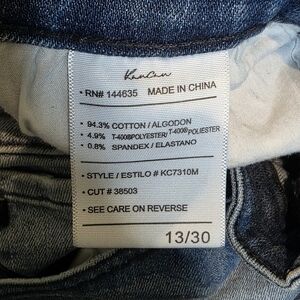 KanCan
• RN# 144635 MADE IN CHINA
• 94.3% COTTON / ALGODON
• 4.9% T-400®POLYESTER/ T-400®POLIESTER
• 0.8% SPANDEX / ELASTANO
• STYLE / ESTILO # KC7310M
• CUT # 38503
• SEE CARE ON REVERSE
13/30